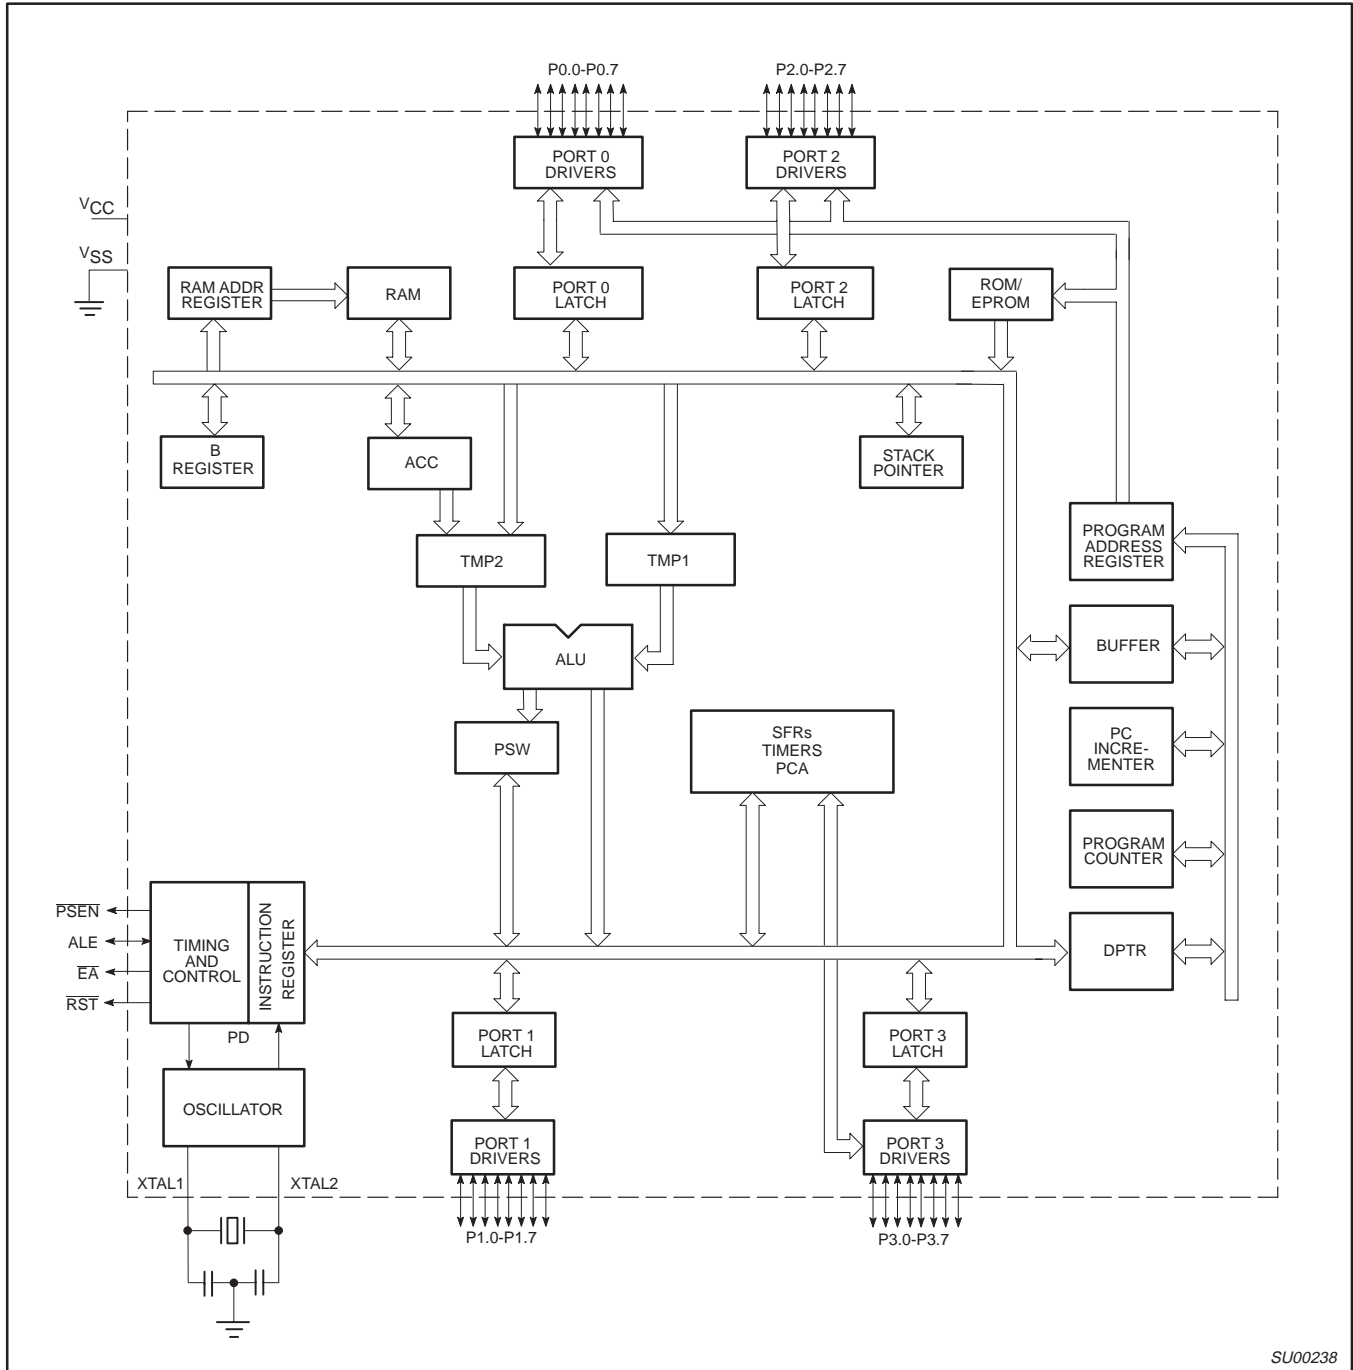 P0.0-P0.7
P2.0-P2.7
PORT 0
DRIVERS
PORT 2
DRIVERS
VCC
VSS
RAM ADDR
REGISTER
RAM
PORT 0
LATCH
PORT 2
LATCH
ROM/
EPROM
B
REGISTER
ACC
STACK
POINTER
TMP2
TMP1
PROGRAM
ADDRESS
REGISTER
ALU
BUFFER
PSW
SFRs
TIMERS
PCA
PC
INCRE-
MENTER
PROGRAM
COUNTER
PSEN
ALE
EA
RST
TIMING
AND
CONTROL
INSTRUCTION
REGISTER
DPTR
PD
PORT 1
LATCH
PORT 3
LATCH
OSCILLATOR
PORT 1
DRIVERS
PORT 3
DRIVERS
XTAL1
XTAL2
P1.0-P1.7
P3.0-P3.7
SU00238